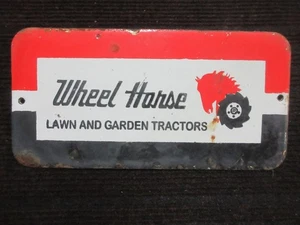 Wheel Horse
LAWN AND GARDEN TRACTORS